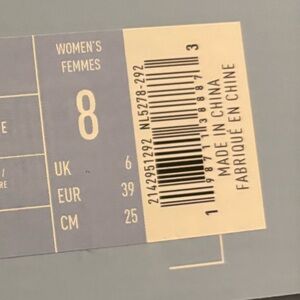 WOMEN'S
FEMMES
8
UK 6
EUR 39
CM 25
E
/
RE
2142951292 NL5278-292
1 98711 38887 3
MADE IN CHINA
FABRIQUÉ EN CHINE